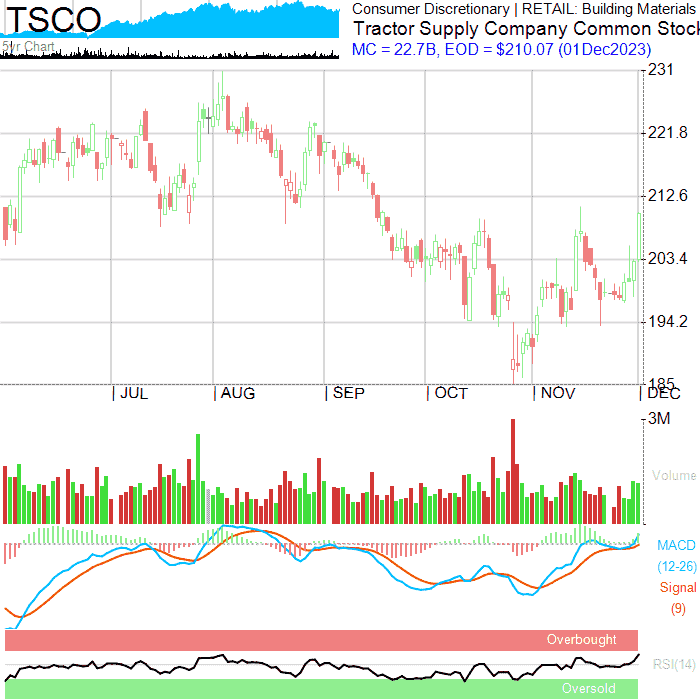 TSCO
5yr Chart
Consumer Discretionary | RETAIL: Building Materials
Tractor Supply Company Common Stock
MC = 22.7B, EOD = $210.07 (01Dec2023)
231
221.8
212.6
203.4
194.2
185
| JUL | AUG | SEP | OCT | NOV | DEC
3M
Volume
MACD
(12-26)
Signal
(9)
Overbought
RSI(14)
Oversold